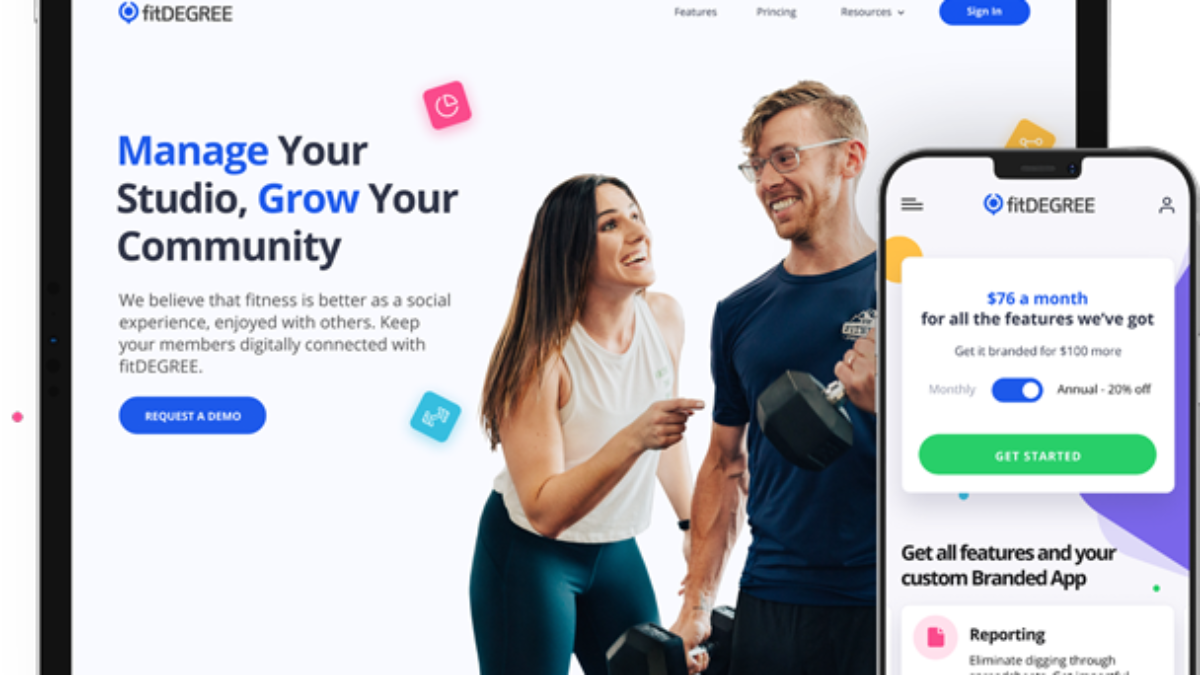 fitDEGREE
Features
Princing
Resources
Sign In
Manage Your
Studio, Grow Your
Community
We believe that fitness is better as a social
experience, enjoyed with others. Keep
your members digitally connected with
fitDEGREE.
REQUEST A DEMO
fitDEGREE
$76 a month
for all the features we've got
Get it branded for $100 more
Monthly
Annual - 20% off
GET STARTED
Get all features and your
custom Branded App
Reporting
Eliminate digging through